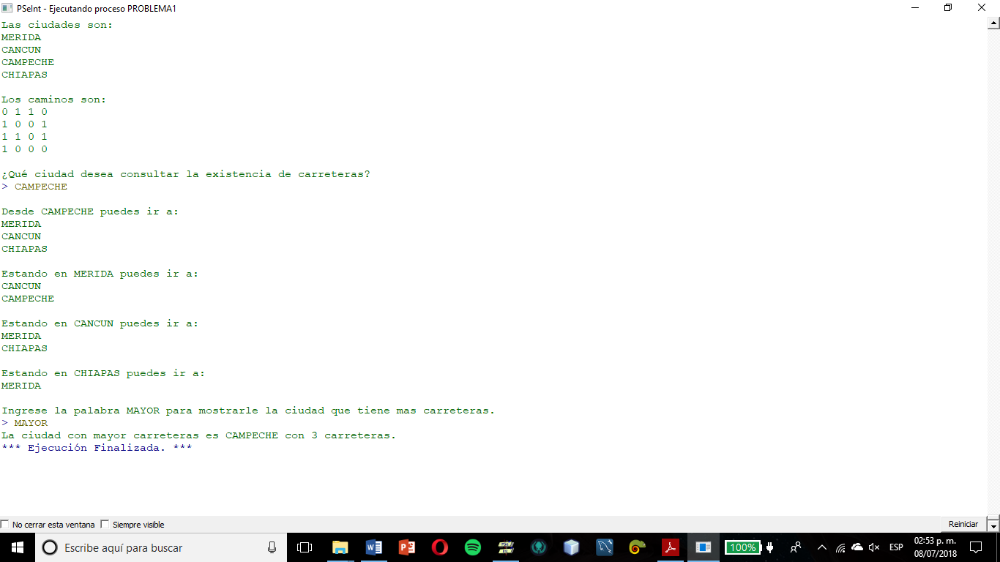 PSeInt - Ejecutando proceso PROBLEMA1
Las ciudades son:
MERIDA
CANCUN
CAMPECHE
CHIAPAS
Los caminos son:
0 1 1 0
1 0 0 1
1 1 0 1
1 0 0 0
¿Qué ciudad desea consultar la existencia de carreteras?
> CAMPECHE
Desde CAMPECHE puedes ir a:
MERIDA
CANCUN
CHIAPAS
Estando en MERIDA puedes ir a:
CANCUN
CAMPECHE
Estando en CANCUN puedes ir a:
MERIDA
CHIAPAS
Estando en CHIAPAS puedes ir a:
MERIDA
Ingrese la palabra MAYOR para mostrarle la ciudad que tiene mas carreteras.
> MAYOR
La ciudad con mayor carreteras es CAMPECHE con 3 carreteras.
*** Ejecución Finalizada. ***
No cerrar esta ventana Siempre visible Reiniciar
Escribe aquí para buscar 100% ESP 02:53 p. m.
08/07/2018